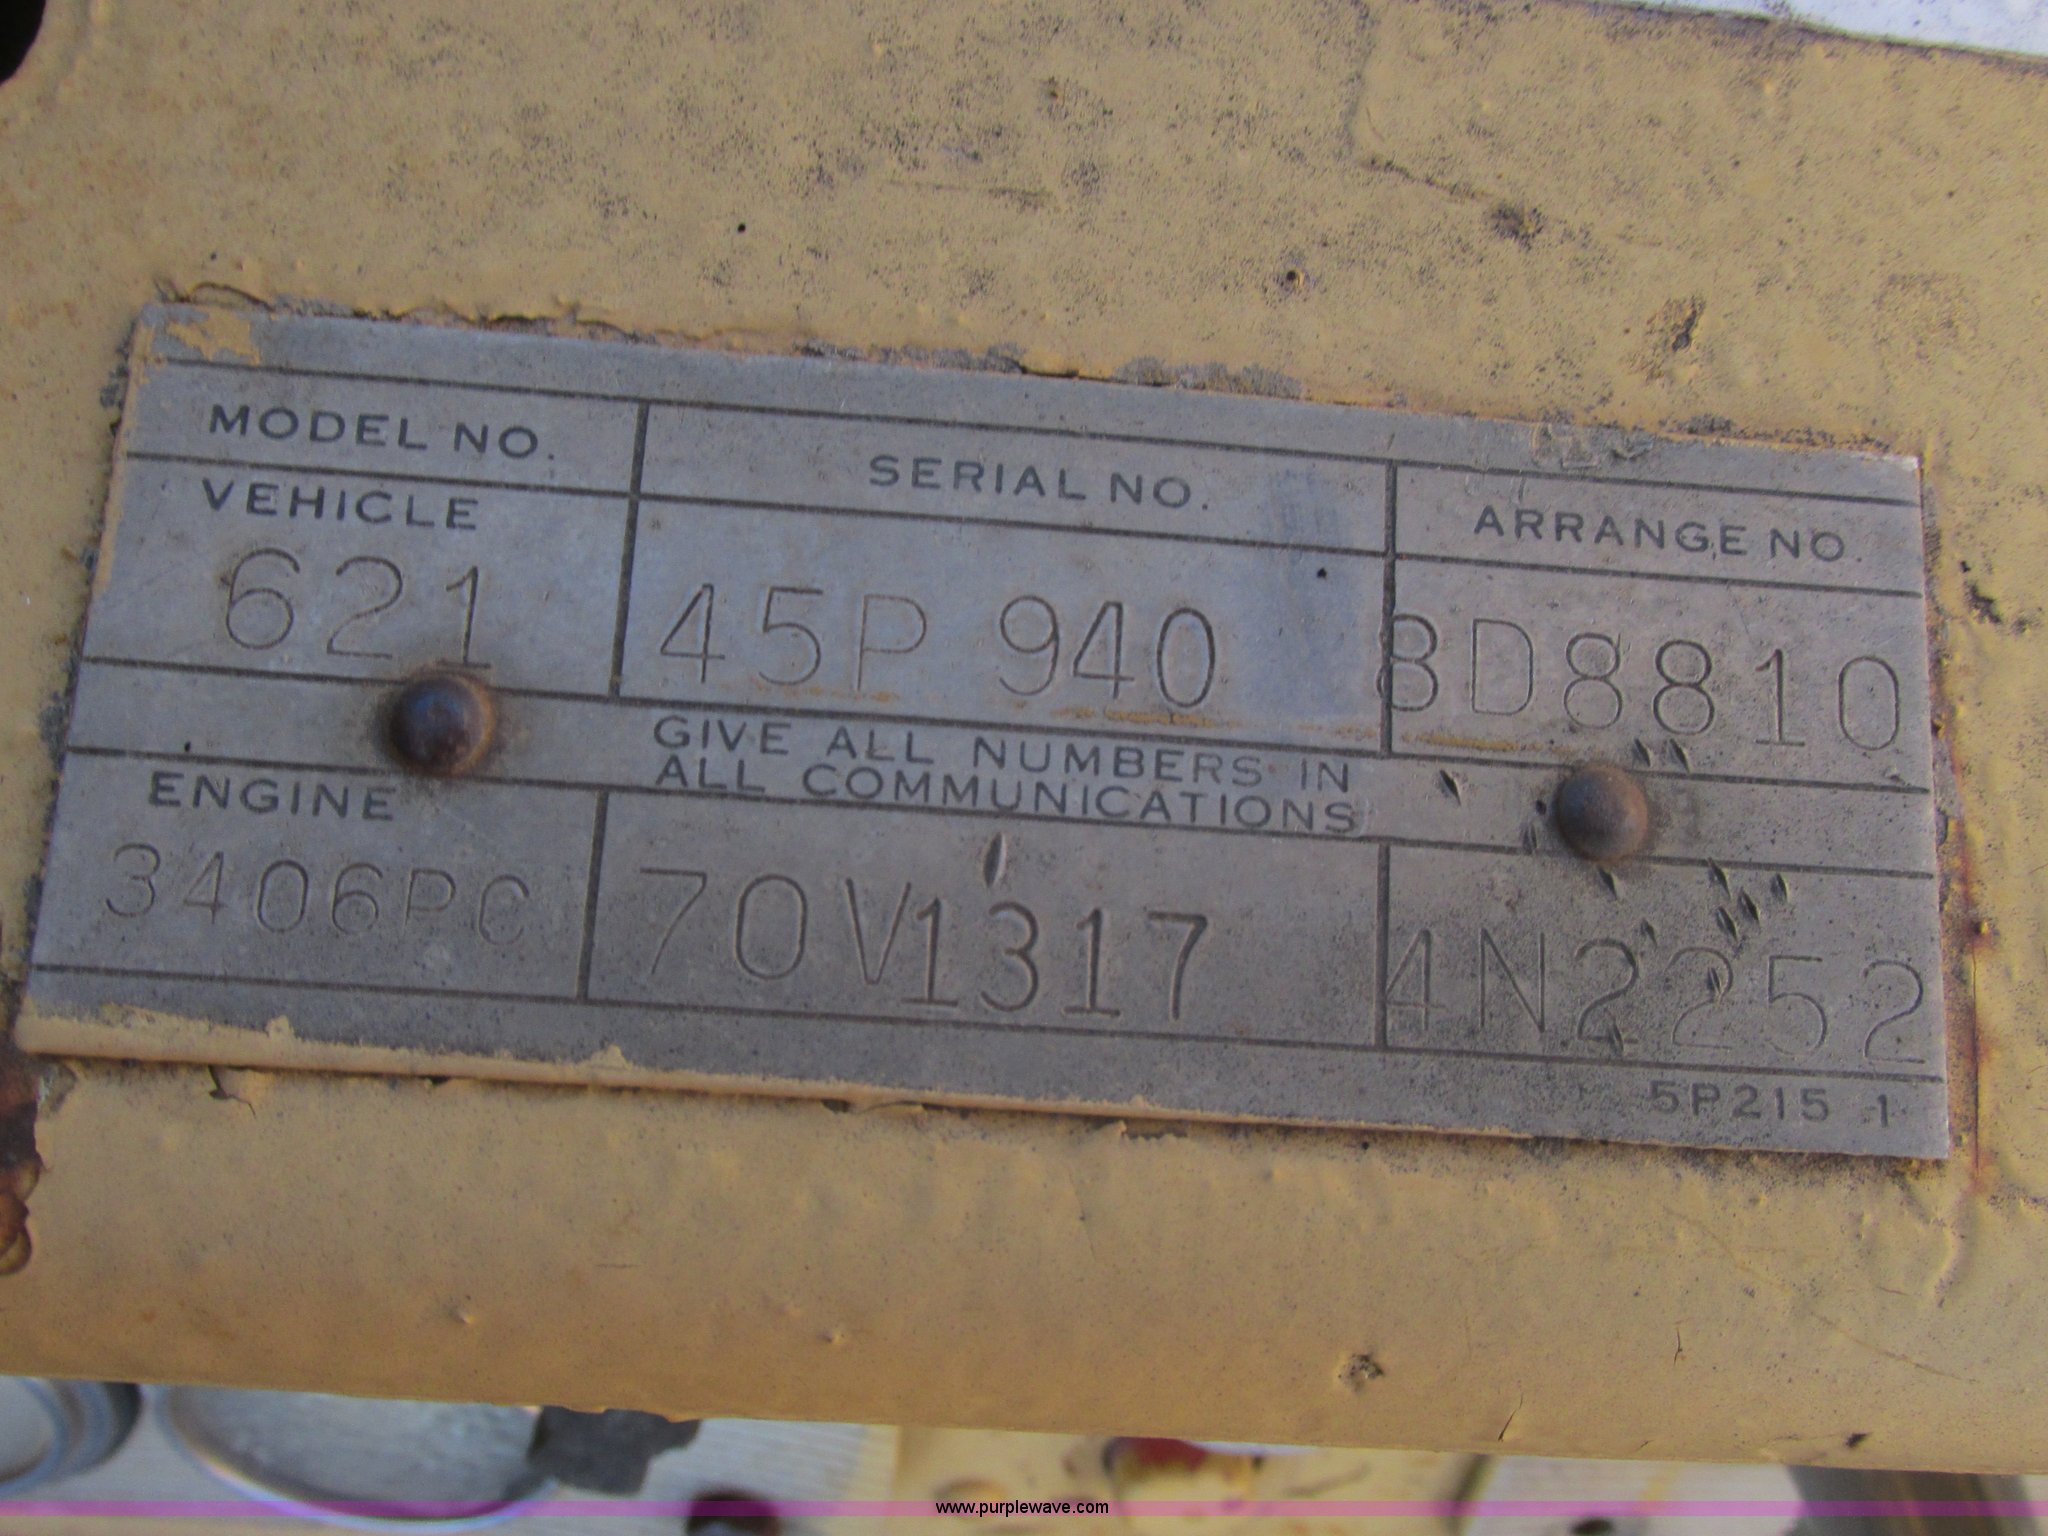 MODEL NO. SERIAL NO. ARRANGE NO.
VEHICLE
621 45P 940 8D8810
GIVE ALL NUMBERS IN
ALL COMMUNICATIONS
ENGINE
3406PC 70V1317 4N2252
5P215 1
www.purplewave.com